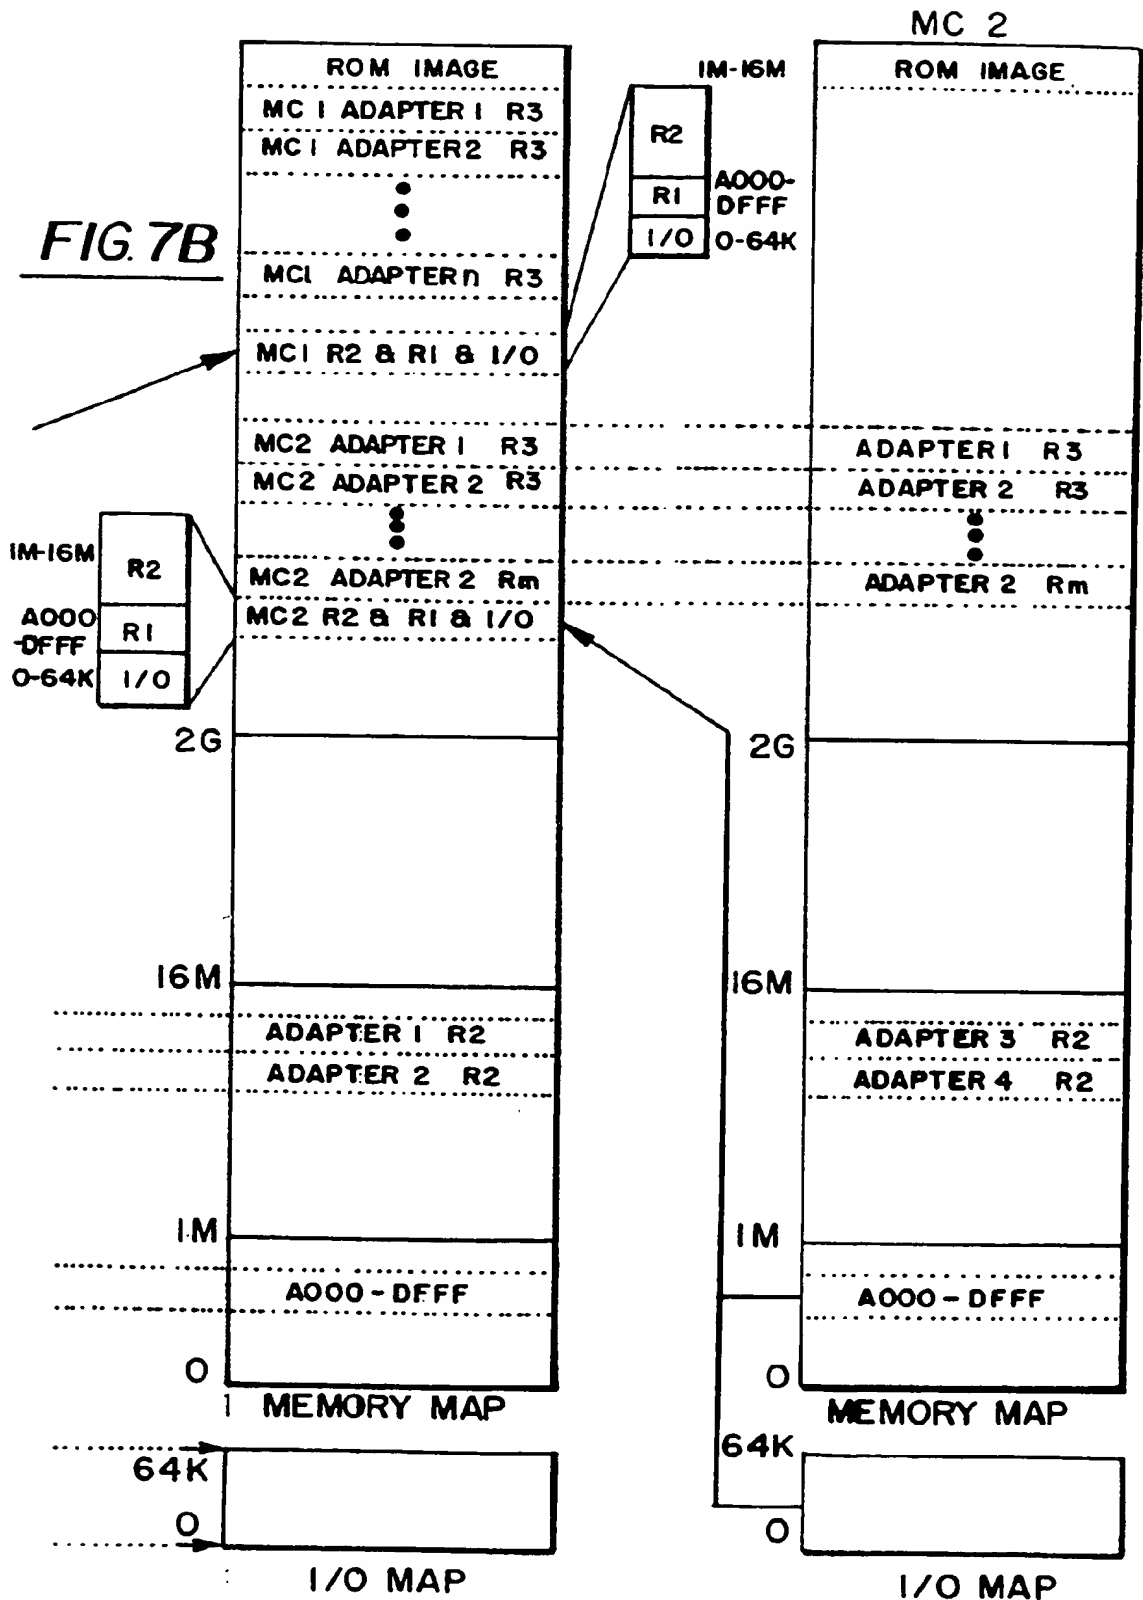 MC 2
FIG. 7B
ROM IMAGE
MC 1 ADAPTER 1 R3
MC1 ADAPTER 2 R3
MC1 ADAPTER n R3
MC1 R2 & R1 & I/O
MC2 ADAPTER 1 R3
MC2 ADAPTER 2 R3
MC2 ADAPTER 2 Rm
MC2 R2 & R1 & I/O
1M-16M
R2
R1
A000-
DFFF
I/O
0-64K
1M-16M
R2
A000
-DFFF
R1
0-64K
I/O
2G
16M
ADAPTER 1 R2
ADAPTER 2 R2
1M
A000-DFFF
0
1 MEMORY MAP
64K
0
I/O MAP
ROM IMAGE
ADAPTER 1 R3
ADAPTER 2 R3
ADAPTER 2 Rm
2G
16M
ADAPTER 3 R2
ADAPTER 4 R2
1M
A000-DFFF
0
MEMORY MAP
64K
0
I/O MAP